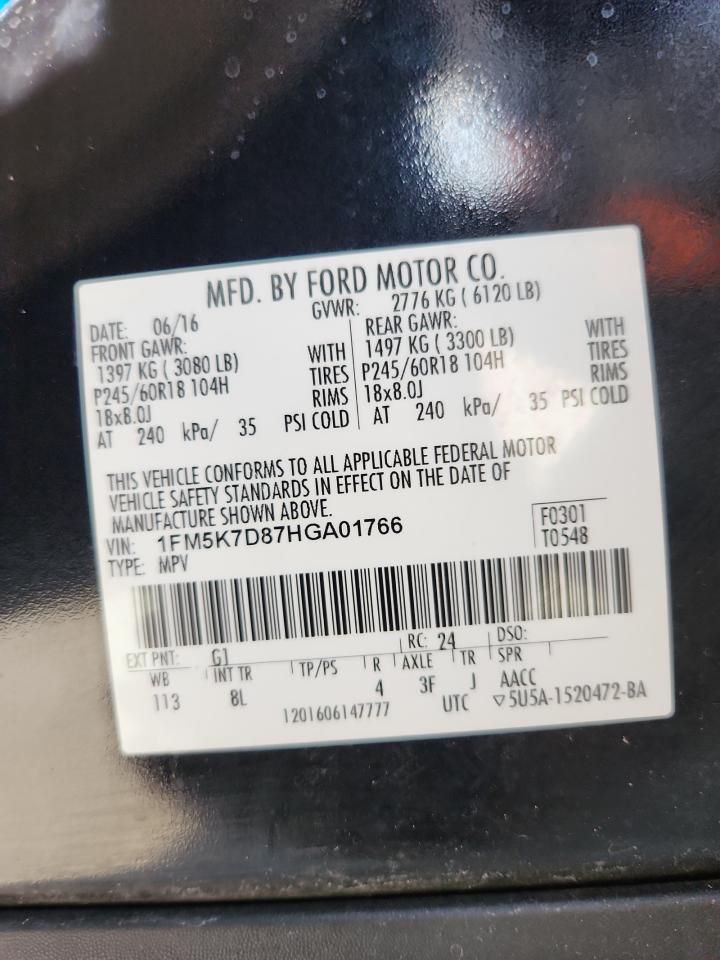 MFD. BY FORD MOTOR CO.
DATE: 06/16 GVWR: 2776 KG ( 6120 LB)
FRONT GAWR: REAR GAWR:
1397 KG ( 3080 LB) WITH 1497 KG ( 3300 LB) WITH
P245/60R18 104H TIRES P245/60R18 104H TIRES
18x8.0J RIMS 18x8.0J RIMS
AT 240 kPa/ 35 PSI COLD AT 240 kPa/ 35 PSI COLD
THIS VEHICLE CONFORMS TO ALL APPLICABLE FEDERAL MOTOR
VEHICLE SAFETY STANDARDS IN EFFECT ON THE DATE OF
MANUFACTURE SHOWN ABOVE.
VIN: 1FM5K7D87HGA01766 F0301
TYPE: MPV T0548
EXT PNT: G1 RC: 24 DSO:
WB INT TR TP/PS R AXLE TR SPR
113 8L 4 3F J AACC
1201606147777 UTC ▽5U5A-1520472-BA